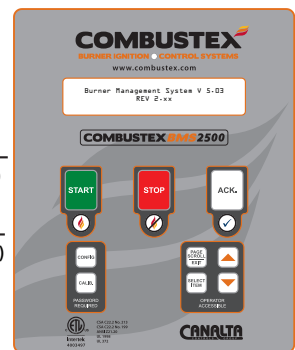 COMBUSTEX
BURNER IGNITION CONTROL SYSTEMS
www.combustex.com
Burner Management System V 5.03
REV 2-xx
COMBUSTEX BMS2500
START
STOP
ACK.
CONFIG.
PAGE SCROLL EXIT
CALIB.
SELECT ITEM
PASSWORD REQUIRED
OPERATOR ACCESSIBLE
Intertek
CANALTA
)